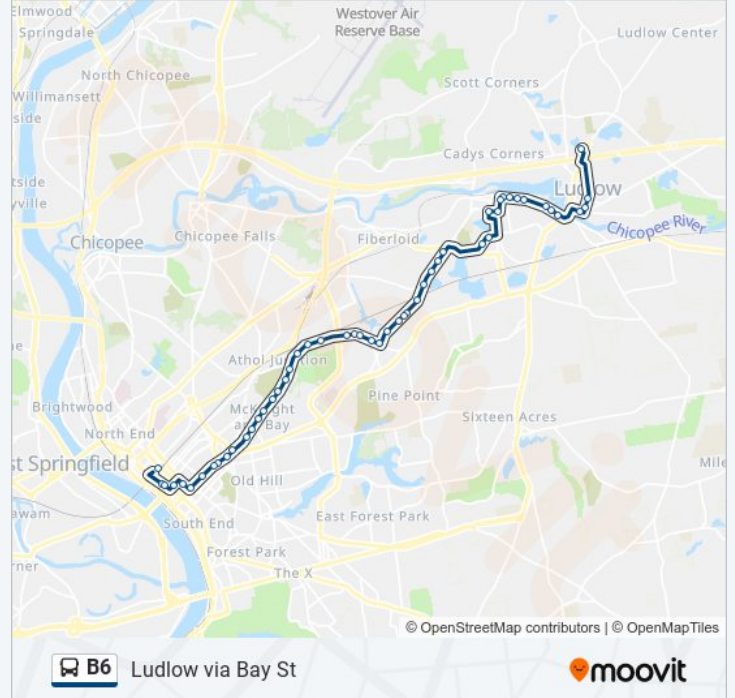 Elmwood
Westover Air
Reserve Base
Springdale
Ludlow Center
North Chicopee
Scott Corners
Willimansett
side
Cadys Corners
tside
Ludlow
yville
Chicopee River
Chicopee Falls
Fiberloid
Chicopee
Athol Junction
Pine Point
Brightwood
McKnight
and Bay
Sixteen Acres
North End
st Springfield
Mile
Old Hill
awam
South End
East Forest Park
Forest Park
rner
The X
© OpenStreetMap contributors | © OpenMapTiles
B6 Ludlow via Bay St
moovit